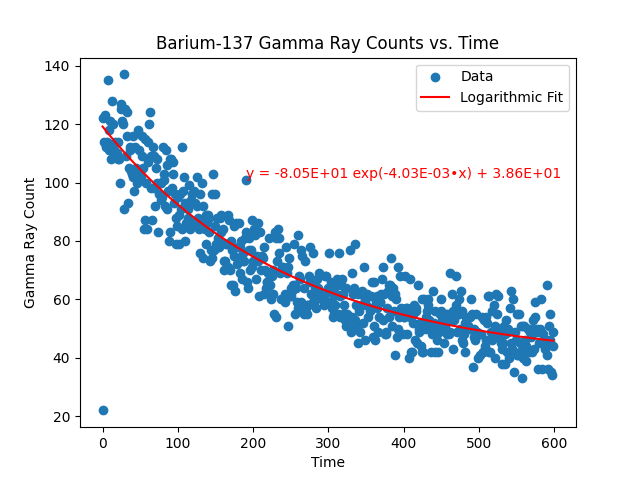 Barium-137 Gamma Ray Counts vs. Time
140
120
100
80
60
40
20
Gamma Ray Count
Data
Logarithmic Fit
y = -8.05E+01 exp(-4.03E-03•x) + 3.86E+01
0 100 200 300 400 500 600
Time